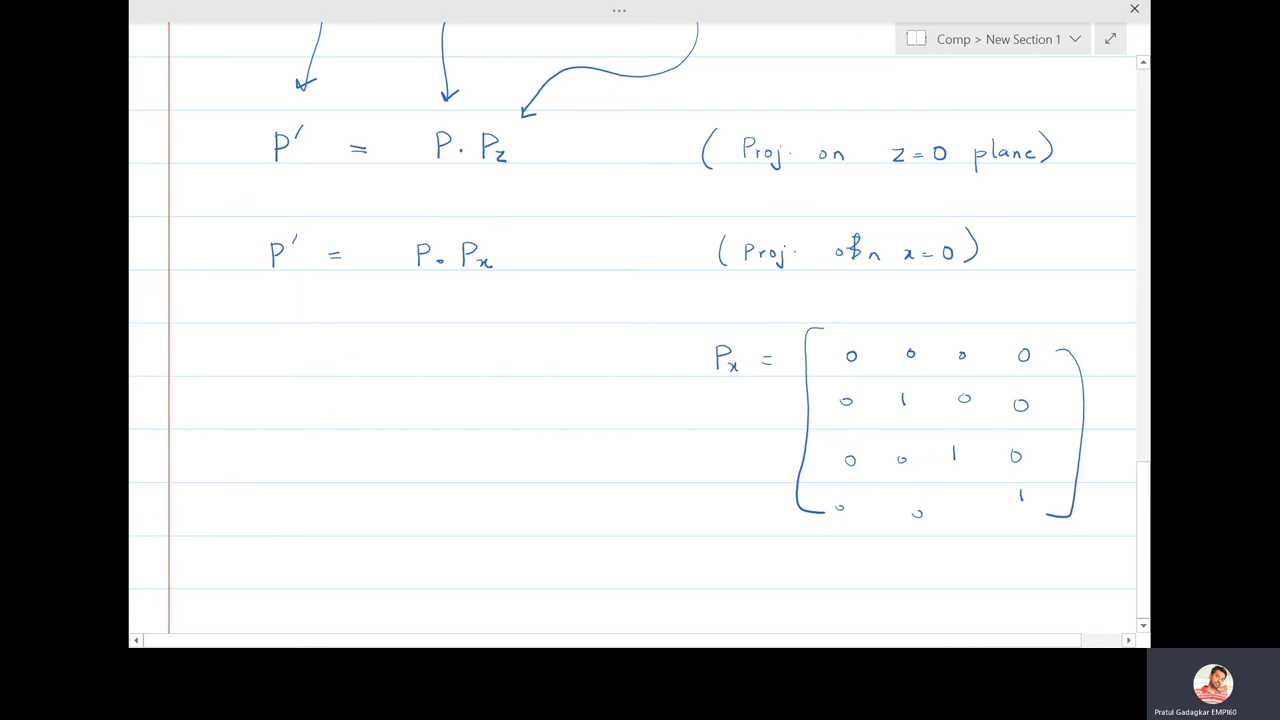 ...
Comp > New Section 1
P' = P . Pz (Proj. on z=0 plane)
P' = P . Px (Proj. on x=0)
Px = [ 0 0 0 0
0 1 0 0
0 0 1 0
0 0 1 ]
Pratul Gadagkar EMP160